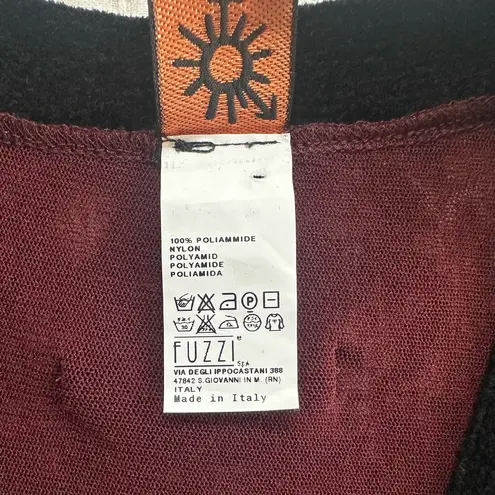 100% POLIAMMIDE
NYLON
POLYAMID
POLYAMIDE
POLIAMIDA
P
FUZZI
SPA
VIA DEGLI IPPOCASTANI 388
47842 S.GIOVANNI IN M. (RN)
ITALY
Made in Italy